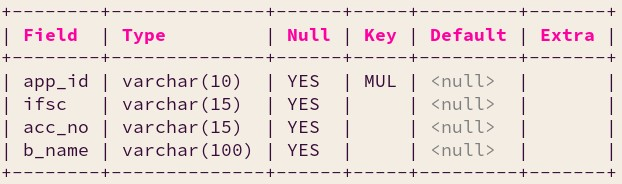 +--------+--------------+------+-----+---------+-------+
| Field  | Type         | Null | Key | Default | Extra |
+--------+--------------+------+-----+---------+-------+
| app_id | varchar(10)  | YES  | MUL | <null>  |       |
| ifsc   | varchar(15)  | YES  |     | <null>  |       |
| acc_no | varchar(15)  | YES  |     | <null>  |       |
| b_name | varchar(100) | YES  |     | <null>  |       |
+--------+--------------+------+-----+---------+-------+